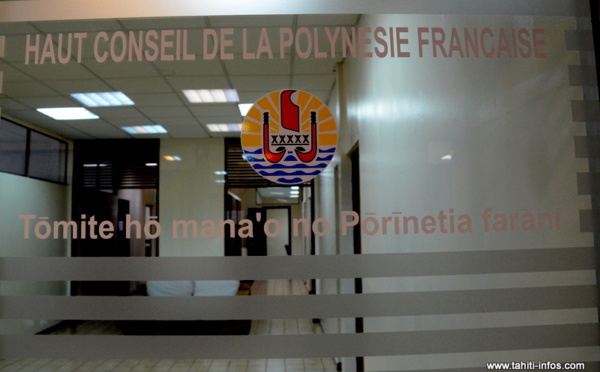 HAUT CONSEIL DE LA POLYNESIE FRANCAISE
Tōmite hō mana'o no Pōrīnetia farāni
www.tahiti-infos.com